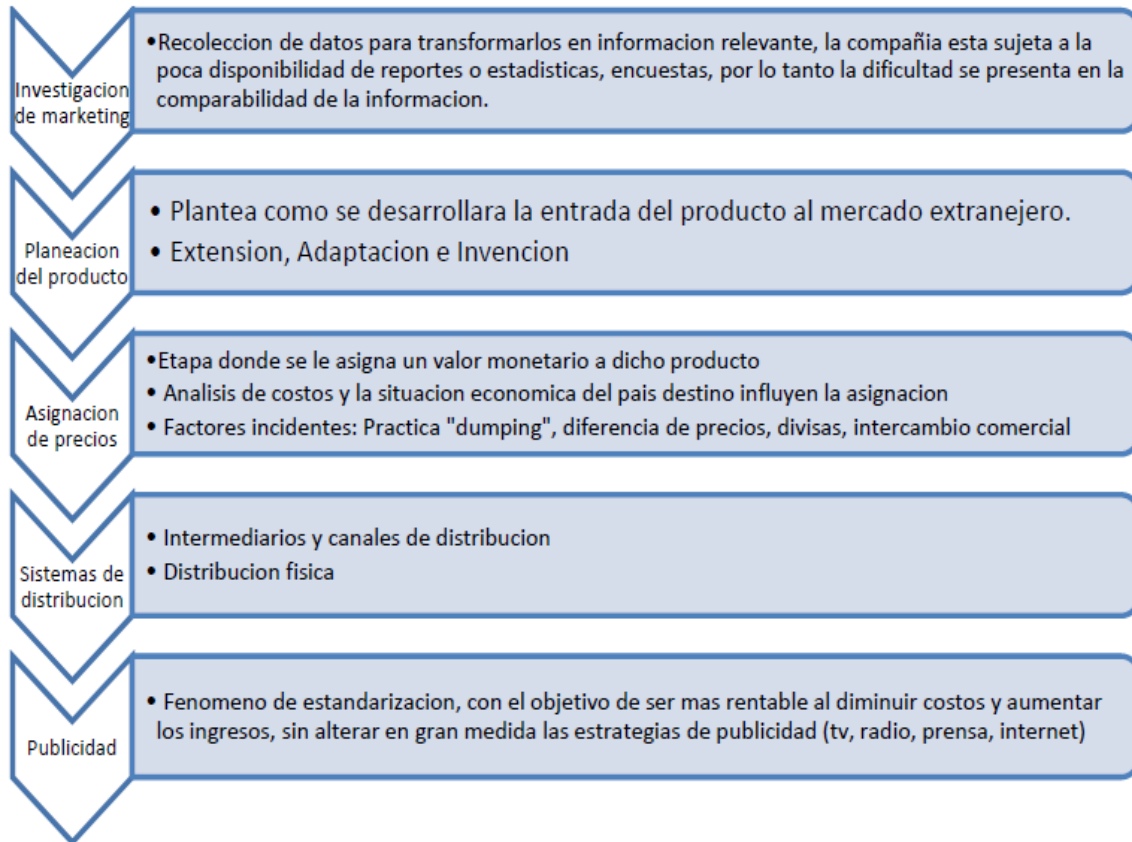 Investigacion
de marketing
•Recoleccion de datos para transformarlos en informacion relevante, la compañia esta sujeta a la
poca disponibilidad de reportes o estadisticas, encuestas, por lo tanto la dificultad se presenta en la
comparabilidad de la informacion.
Planeacion
del producto
• Plantea como se desarrollara la entrada del producto al mercado extranejero.
• Extension, Adaptacion e Invencion
Asignacion
de precios
•Etapa donde se le asigna un valor monetario a dicho producto
• Analisis de costos y la situacion economica del pais destino influyen la asignacion
• Factores incidentes: Practica "dumping", diferencia de precios, divisas, intercambio comercial
Sistemas de
distribucion
• Intermediarios y canales de distribucion
• Distribucion fisica
Publicidad
• Fenomeno de estandarizacion, con el objetivo de ser mas rentable al diminuir costos y aumentar
los ingresos, sin alterar en gran medida las estrategias de publicidad (tv, radio, prensa, internet)